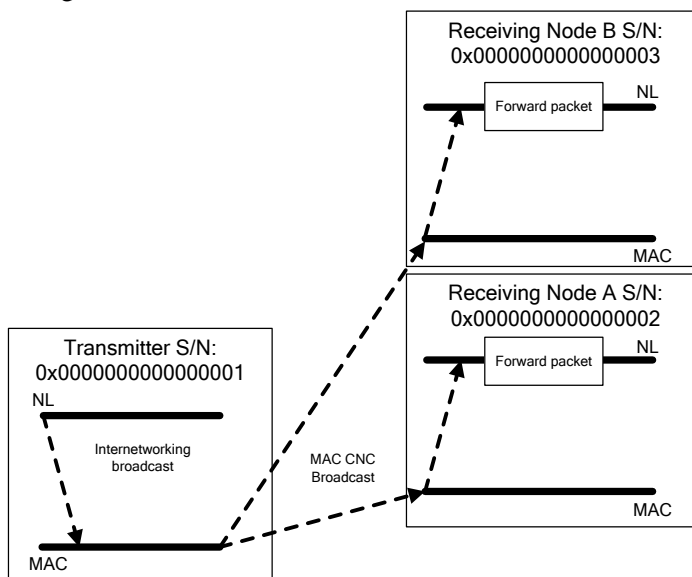 Receiving Node B S/N:
0x0000000000000003
NL
Forward packet
MAC
Receiving Node A S/N:
0x0000000000000002
NL
Forward packet
MAC
Transmitter S/N:
0x0000000000000001
NL
Internetworking
broadcast
MAC
MAC CNC
Broadcast